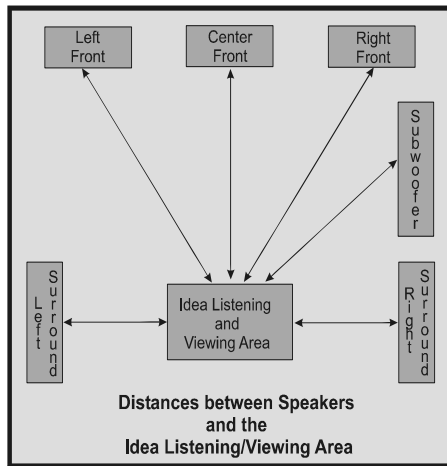 Left
Front
Center
Front
Right
Front
Subwoofer
Surround
Left
Idea Listening
and
Viewing Area
Surround
Right
Distances between Speakers
and the
Idea Listening/Viewing Area